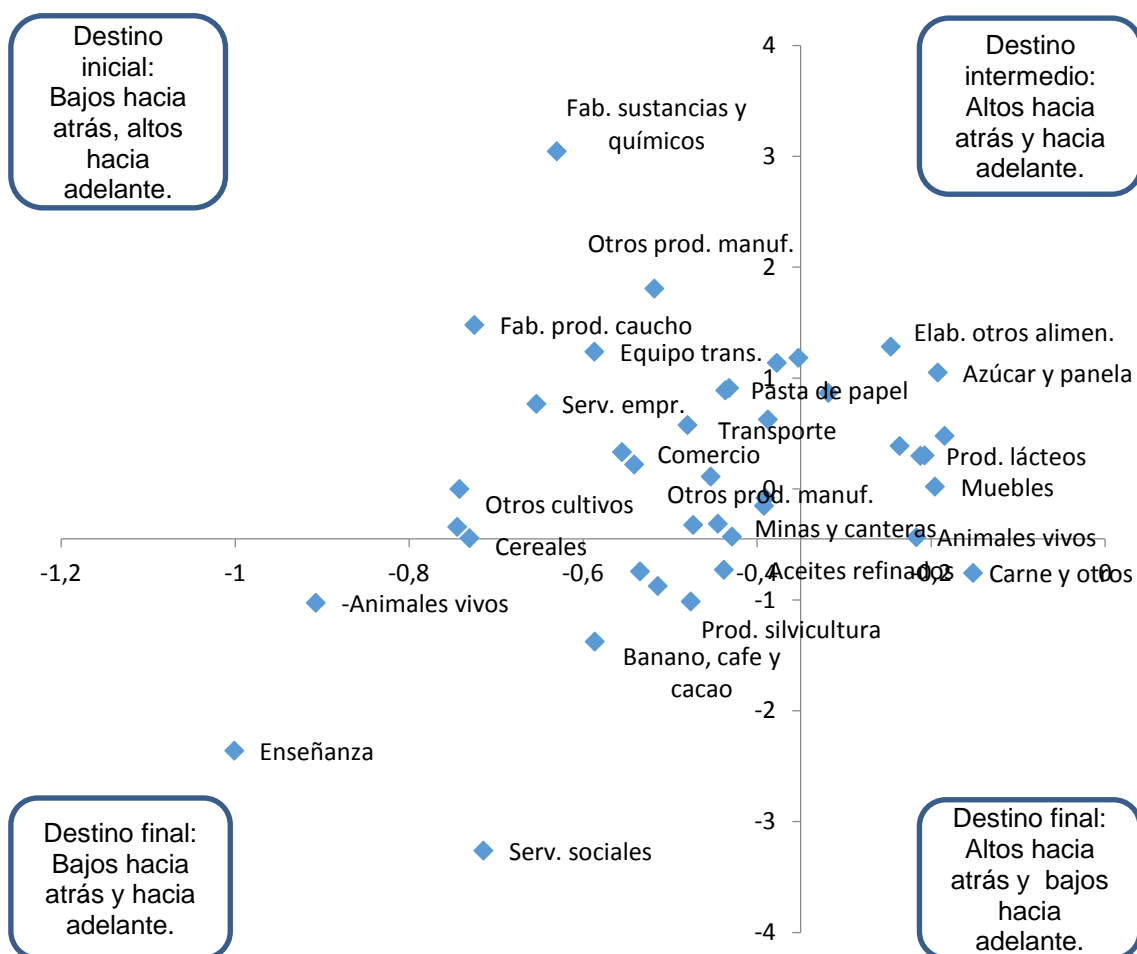 Destino
inicial:
Bajos hacia
atrás, altos
hacia
adelante.
Destino
intermedio:
Altos hacia
atrás y hacia
adelante.
4
Fab. sustancias y
químicos
3
Otros prod. manuf.
2
Fab. prod. caucho
Elab. otros alimen.
Equipo trans.
1
Azúcar y panela
Pasta de papel
Serv. empr.
Transporte
Comercio
Prod. lácteos
0
Otros prod. manuf.
Muebles
Otros cultivos
Minas y canteras
Animales vivos
Cereales
-1,2
-1
-0,8
-0,6
-0,4
-0,2
-0
Aceites refinados
Carne y otros
-Animales vivos
-1
Prod. silvicultura
Banano, cafe y
cacao
-2
Enseñanza
-3
Serv. sociales
-4
Destino final:
Bajos hacia
atrás y hacia
adelante.
Destino final:
Altos hacia
atrás y  bajos
hacia
adelante.